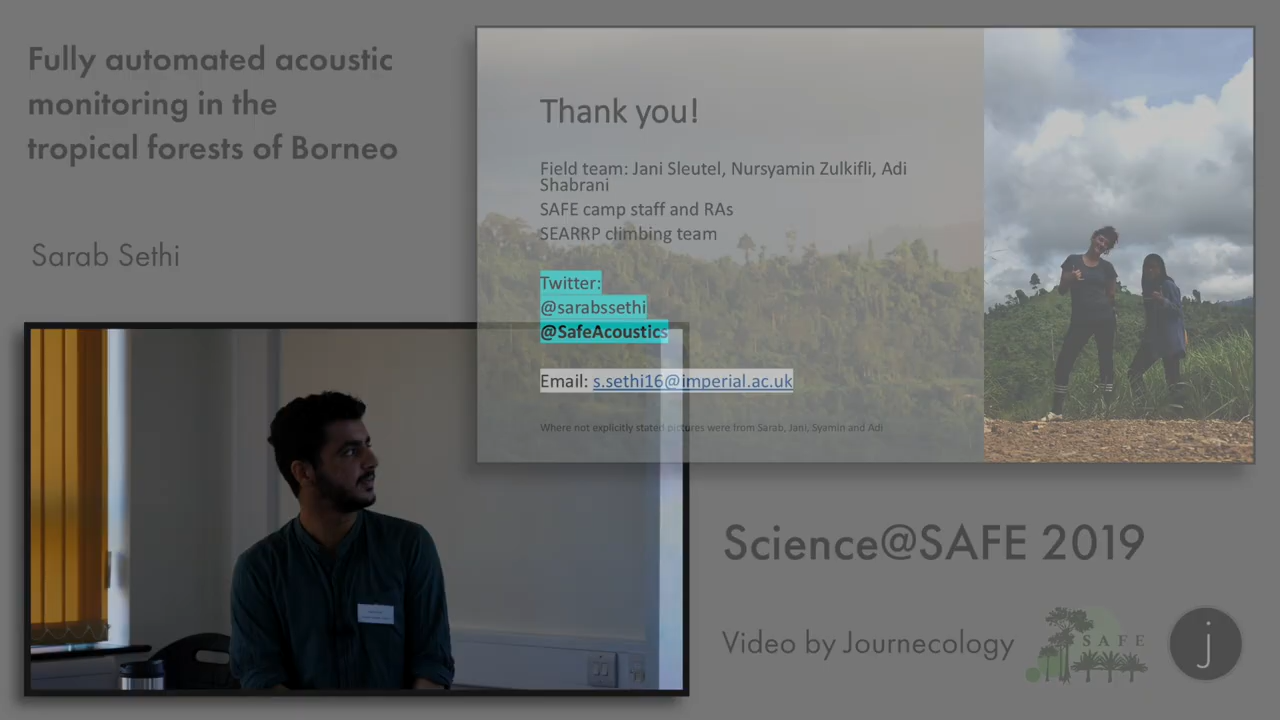 Fully automated acoustic
monitoring in the
tropical forests of Borneo
Sarab Sethi
Thank you!
Field team: Jani Sleutel, Nursyamin Zulkifli, Adi
Shabrani
SAFE camp staff and RAs
SEARRP climbing team
Twitter:
@sarabssethi
@SafeAcoustics
Email: s.sethi16@imperial.ac.uk
Where not explicitly stated pictures were from Sarab, Jani, Syamin and Adi
Science@SAFE 2019
Video by Journecology
SAFE
j